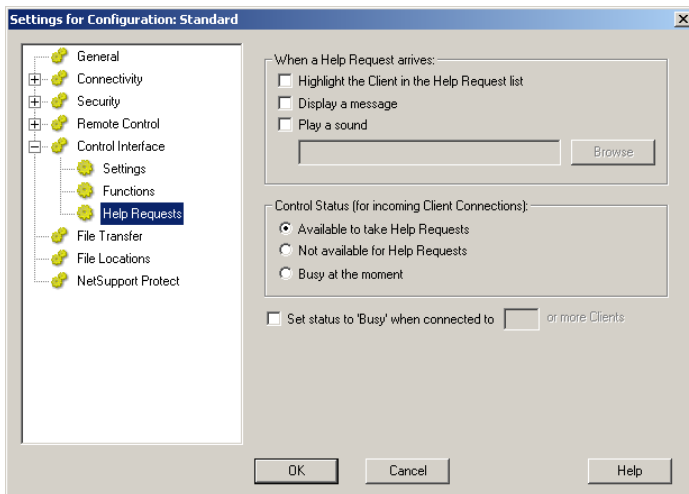 Settings for Configuration: Standard
General
Connectivity
Security
Remote Control
Control Interface
Settings
Functions
Help Requests
File Transfer
File Locations
NetSupport Protect
When a Help Request arrives:
Highlight the Client in the Help Request list
Display a message
Play a sound
Browse
Control Status (for incoming Client Connections):
Available to take Help Requests
Not available for Help Requests
Busy at the moment
Set status to 'Busy' when connected to or more Clients
OK Cancel Help